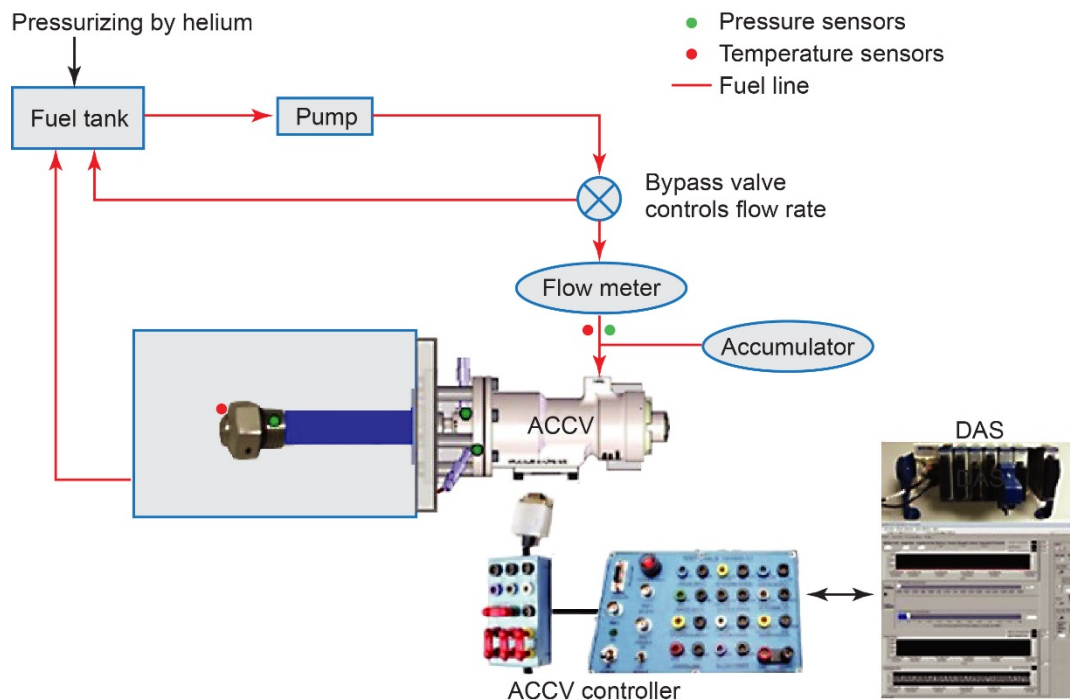 Pressurizing by helium
Pressure sensors
Temperature sensors
Fuel line
Fuel tank
Pump
Bypass valve
controls flow rate
Flow meter
Accumulator
ACCV
DAS
DAS
ACCV controller